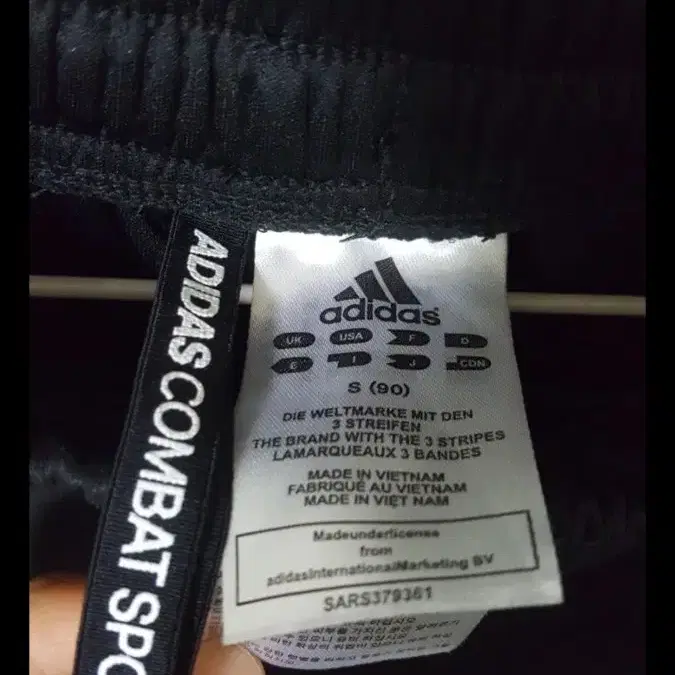 ADIDAS COMBAT SPO
adidas
UK USA F D
E I J CDN
S (90)
DIE WELTMARKE MIT DEN
3 STREIFEN
THE BRAND WITH THE 3 STRIPES
LAMARQUEAUX 3 BANDES
MADE IN VIETNAM
FABRIQUÉ AU VIETNAM
MADE IN VIET NAM
Madeunderlicense
from
adidasInternationalMarketing BV
SARS379361